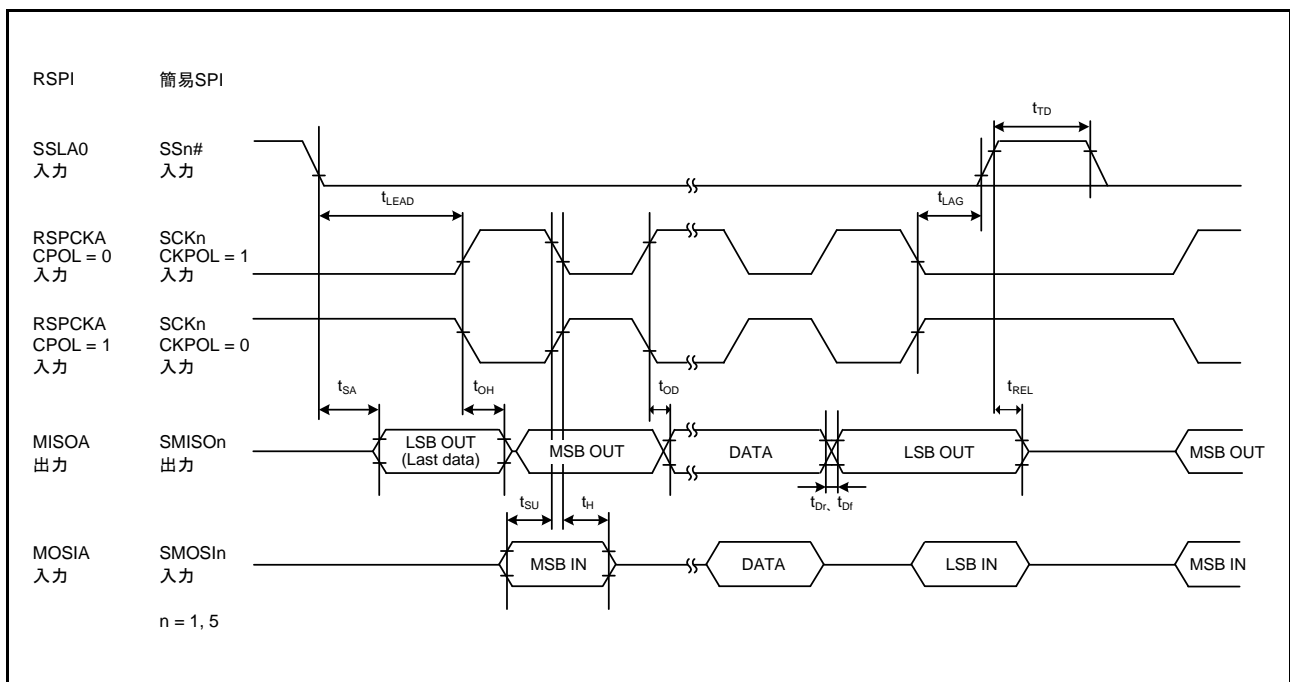 RSPI 簡易SPI
tTD
SSLA0 SSn#
入力 入力
tLEAD tLAG
RSPCKA SCKn
CPOL = 0 CKPOL = 1
入力 入力
RSPCKA SCKn
CPOL = 1 CKPOL = 0
入力 入力
tSA tOH tOD tREL
MISOA SMISOn
出力 出力
LSB OUT
(Last data)
MSB OUT DATA LSB OUT MSB OUT
tSU tH tDr、tDf
MOSIA SMOSIn
入力 入力
MSB IN DATA LSB IN MSB IN
n = 1, 5